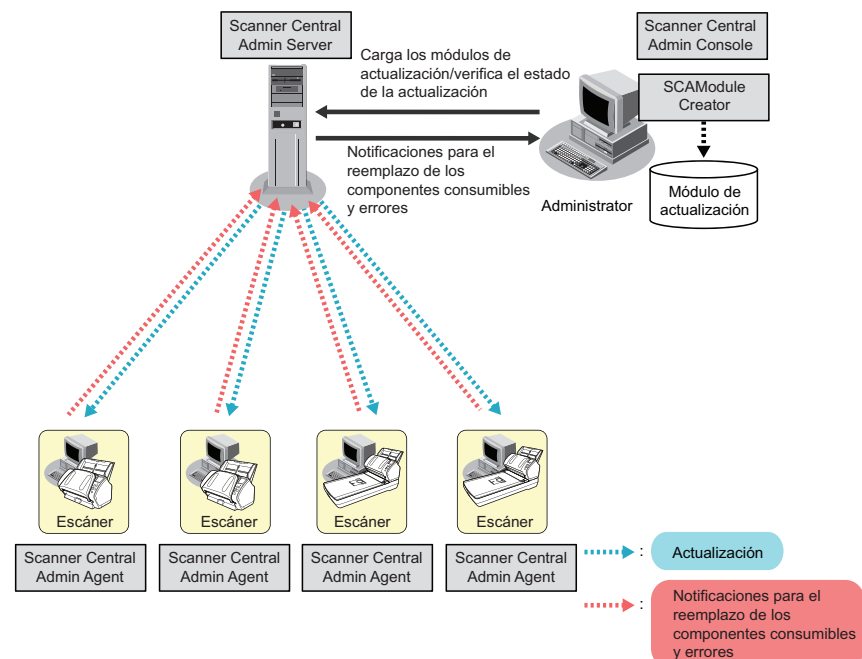 Scanner Central
Admin Server
Scanner Central
Admin Console
Carga los módulos de
actualización/verifica el estado
de la actualización
SCAModule
Creator
Notificaciones para el
reemplazo de los
componentes consumibles
y errores
Administrator
Módulo de
actualización
Escáner
Escáner
Escáner
Escáner
Scanner Central
Admin Agent
Scanner Central
Admin Agent
Scanner Central
Admin Agent
Scanner Central
Admin Agent
: Actualización
: Notificaciones para el
reemplazo de los
componentes consumibles
y errores